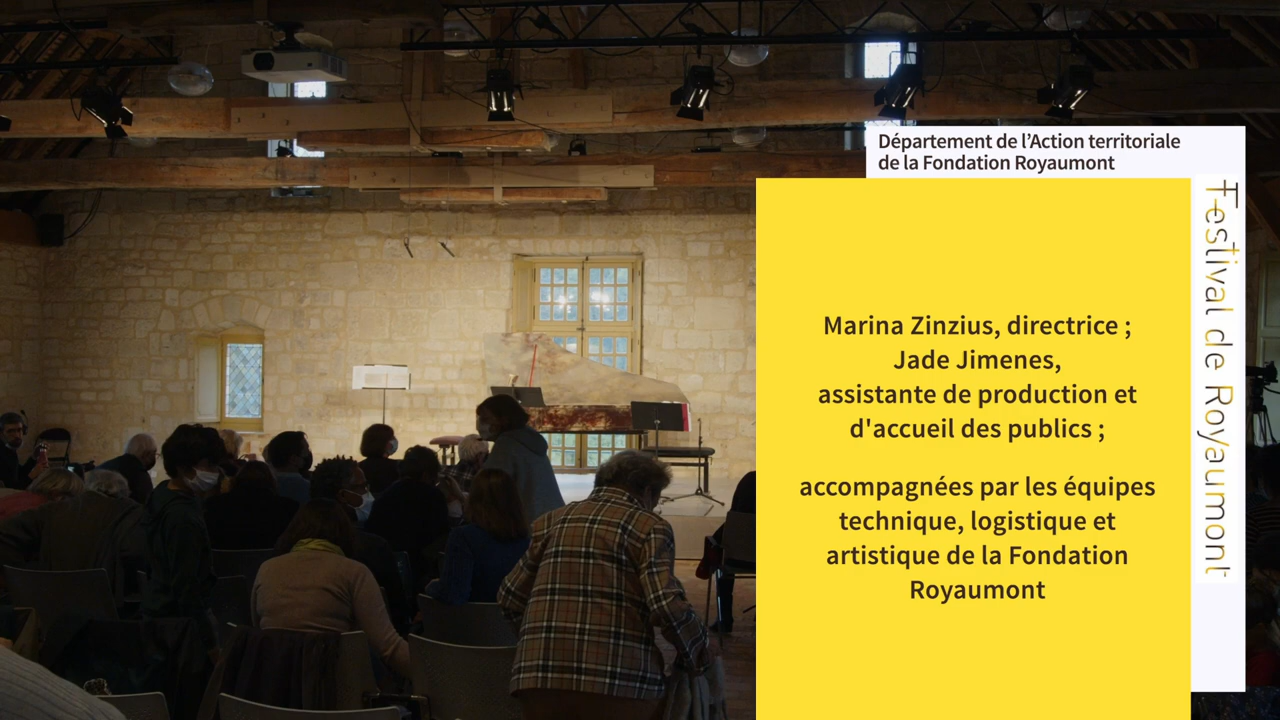 Département de l'Action territoriale
de la Fondation Royaumont
Marina Zinzius, directrice ;
Jade Jimenes,
assistante de production et
d'accueil des publics ;
accompagnées par les équipes
technique, logistique et
artistique de la Fondation
Royaumont
Festival de Royaumont